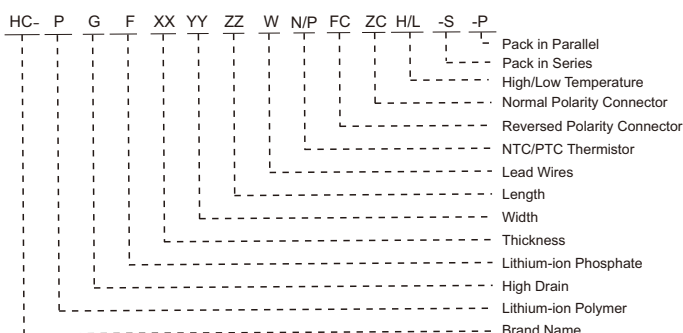 HC- P G F XX YY ZZ W N/P FC ZC H/L -S -P
Pack in Parallel
Pack in Series
High/Low Temperature
Normal Polarity Connector
Reversed Polarity Connector
NTC/PTC Thermistor
Lead Wires
Length
Width
Thickness
Lithium-ion Phosphate
High Drain
Lithium-ion Polymer
Brand Name